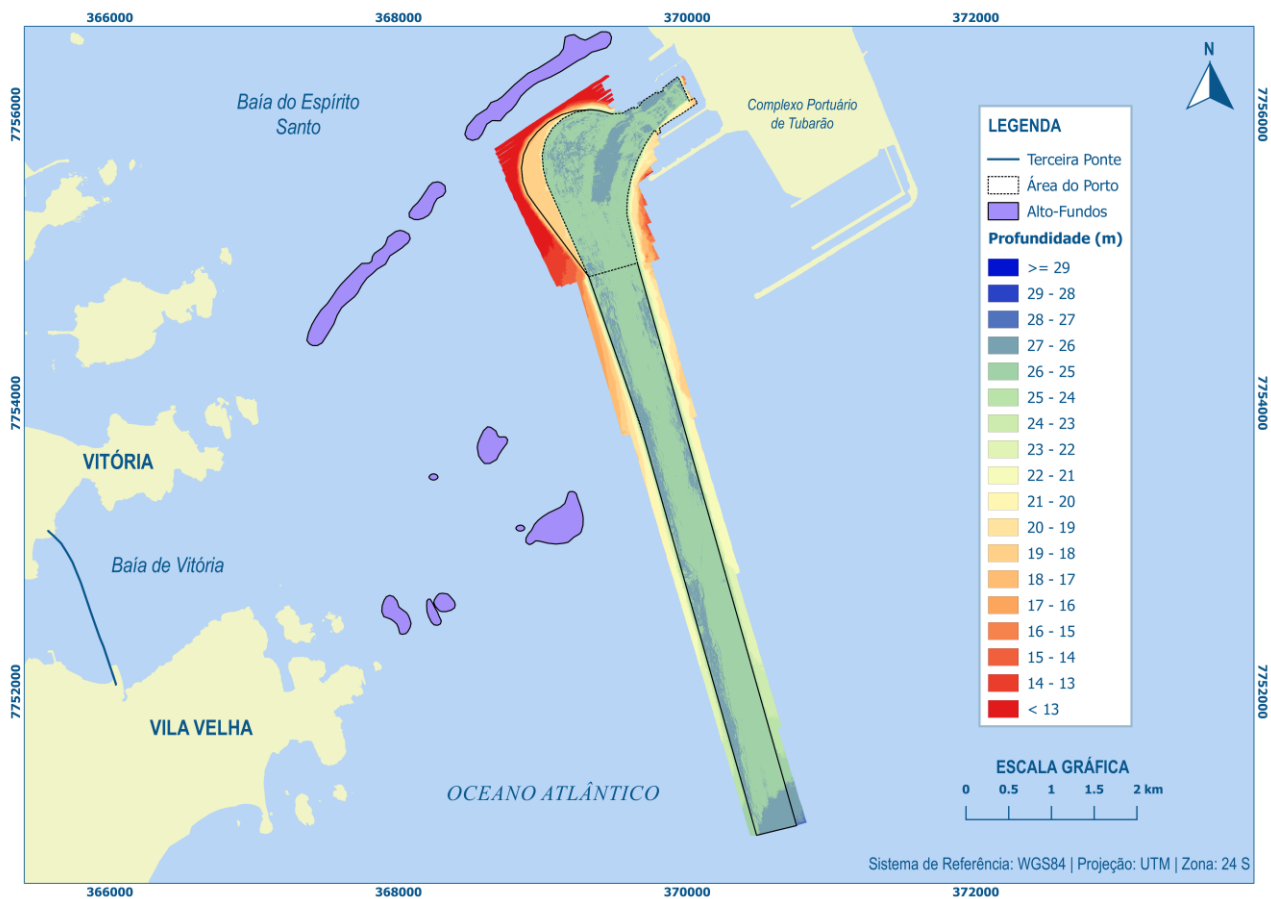 366000
368000
370000
372000
7756000
7754000
7752000
Baía do Espírito
Santo
Complexo Portuário
de Tubarão
N
7756000
7754000
7752000
LEGENDA
Terceira Ponte
Área do Porto
Alto-Fundos
Profundidade (m)
>= 29
29 - 28
28 - 27
27 - 26
26 - 25
25 - 24
24 - 23
23 - 22
22 - 21
21 - 20
20 - 19
19 - 18
18 - 17
17 - 16
16 - 15
15 - 14
14 - 13
< 13
VITÓRIA
Baía de Vitória
VILA VELHA
OCEANO ATLÂNTICO
ESCALA GRÁFICA
0 0.5 1 1.5 2 km
Sistema de Referência: WGS84 | Projeção: UTM | Zona: 24 S
366000
368000
370000
372000